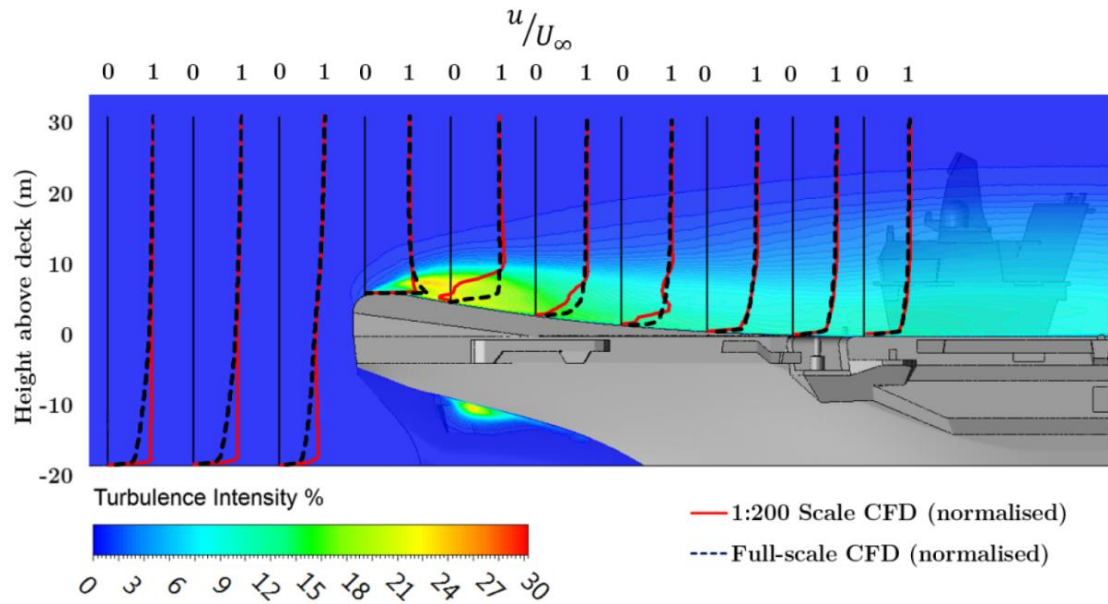 u/U∞
0 1 0 1 0 1 0 1 0 1 0 1 0 1 0 1 0 1 0 1
Height above deck (m)
30
20
10
0
-10
-20
Turbulence Intensity %
0 3 6 9 12 15 18 21 24 27 30
1:200 Scale CFD (normalised)
Full-scale CFD (normalised)